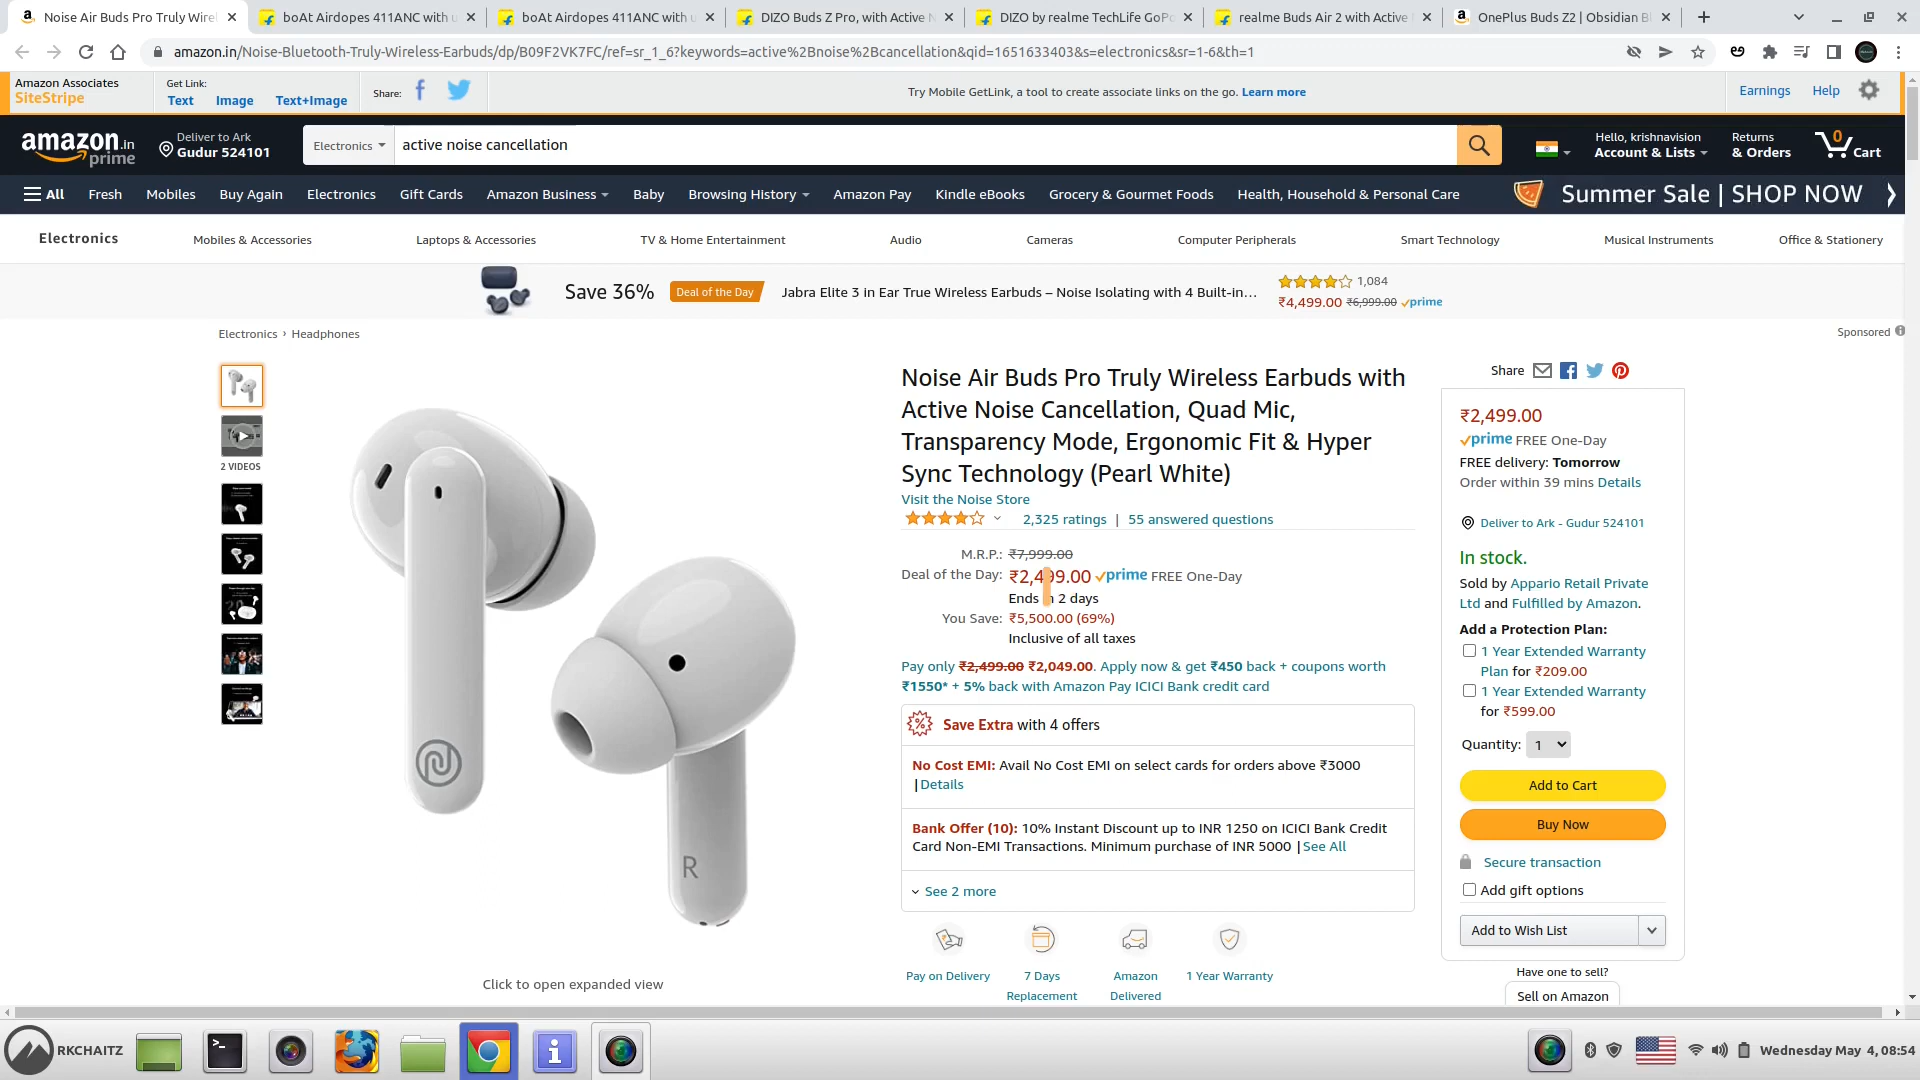 Noise Air Buds Pro Truly Wirel
boAt Airdopes 411ANC with u
boAt Airdopes 411ANC with u
DIZO Buds Z Pro, with Active N
DIZO by realme TechLife GoPo
realme Buds Air 2 with Active
OnePlus Buds Z2 | Obsidian Bl
amazon.in/Noise-Bluetooth-Truly-Wireless-Earbuds/dp/B09F2VK7FC/ref=sr_1_6?keywords=active%2Bnoise%2Bcancellation&qid=1651633403&s=electronics&sr=1-6&th=1
Amazon Associates
SiteStripe
Get Link:
Text Image Text+Image
Share:
Try Mobile GetLink, a tool to create associate links on the go. Learn more
Earnings
Help
amazon.in
prime
Deliver to Ark
Gudur 524101
Electronics
active noise cancellation
Hello, krishnavision
Account & Lists
Returns
& Orders
0
Cart
All
Fresh
Mobiles
Buy Again
Electronics
Gift Cards
Amazon Business
Baby
Browsing History
Amazon Pay
Kindle eBooks
Grocery & Gourmet Foods
Health, Household & Personal Care
Summer Sale | SHOP NOW
Electronics
Mobiles & Accessories
Laptops & Accessories
TV & Home Entertainment
Audio
Cameras
Computer Peripherals
Smart Technology
Musical Instruments
Office & Stationery
Save 36%
Deal of the Day
Jabra Elite 3 in Ear True Wireless Earbuds – Noise Isolating with 4 Built-in…
1,084
₹4,499.00 ₹6,999.00 prime
Electronics › Headphones
Sponsored
2 VIDEOS
R
Click to open expanded view
Noise Air Buds Pro Truly Wireless Earbuds with
Active Noise Cancellation, Quad Mic,
Transparency Mode, Ergonomic Fit & Hyper
Sync Technology (Pearl White)
Visit the Noise Store
2,325 ratings | 55 answered questions
M.R.P.: ₹7,999.00
Deal of the Day: ₹2,499.00 prime FREE One-Day
Ends in 2 days
You Save: ₹5,500.00 (69%)
Inclusive of all taxes
Pay only ₹2,499.00 ₹2,049.00. Apply now & get ₹450 back + coupons worth
₹1550* + 5% back with Amazon Pay ICICI Bank credit card
Save Extra with 4 offers
No Cost EMI: Avail No Cost EMI on select cards for orders above ₹3000
|Details
Bank Offer (10): 10% Instant Discount up to INR 1250 on ICICI Bank Credit
Card Non-EMI Transactions. Minimum purchase of INR 5000 |See All
See 2 more
Pay on Delivery
7 Days
Replacement
Amazon
Delivered
1 Year Warranty
Share
₹2,499.00
prime FREE One-Day
FREE delivery: Tomorrow
Order within 39 mins Details
Deliver to Ark - Gudur 524101
In stock.
Sold by Appario Retail Private
Ltd and Fulfilled by Amazon.
Add a Protection Plan:
1 Year Extended Warranty
Plan for ₹209.00
1 Year Extended Warranty
for ₹599.00
Quantity: 1
Add to Cart
Buy Now
Secure transaction
Add gift options
Add to Wish List
Have one to sell?
Sell on Amazon
RKCHAITZ
Wednesday May 4, 08:54